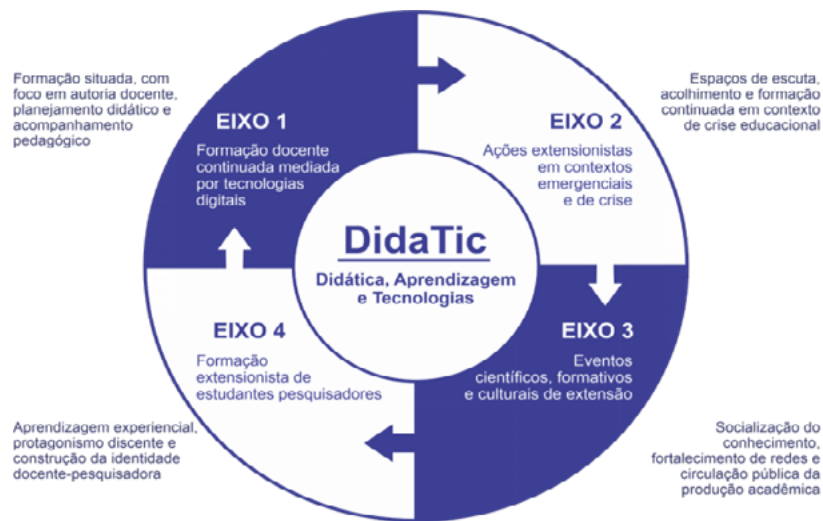 Formação situada, com
foco em autoria docente,
planejamento didático e
acompanhamento
pedagógico
EIXO 1
Formação docente
continuada mediada
por tecnologias
digitais
EIXO 2
Ações extensionistas
em contextos
emergenciais
e de crise
Espaços de escuta,
acolhimento e formação
continuada em contexto
de crise educacional
DidaTic
Didática, Aprendizagem
e Tecnologias
EIXO 4
Formação
extensionista de
estudantes pesquisadores
EIXO 3
Eventos
científicos, formativos
e culturais de extensão
Aprendizagem experiencial,
protagonismo discente e
construção da identidade
docente-pesquisadora
Socialização do
conhecimento,
fortalecimento de redes e
circulação pública da
produção acadêmica